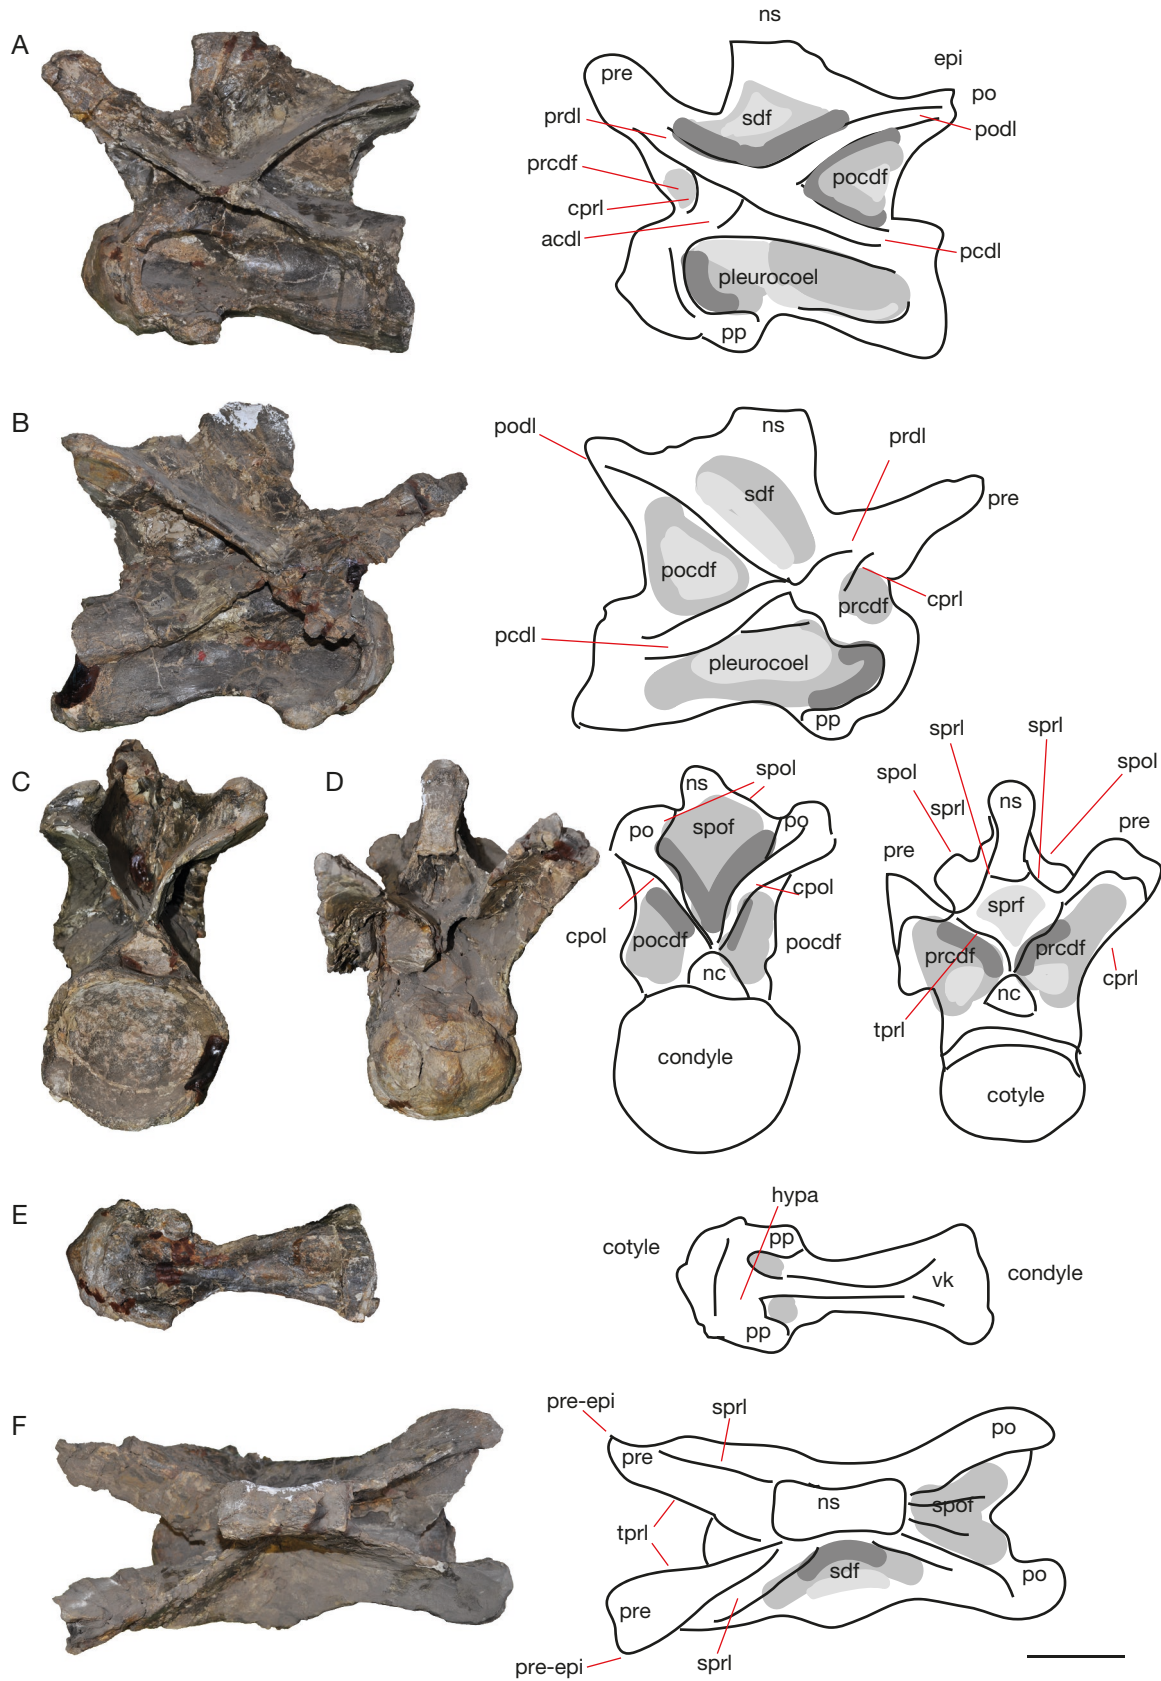 A
ns
pre
epi
po
prdl
sdf
podl
prcdf
pocdf
cprl
acdl
pcdl
pleurocoel
pp
B
podl
ns
prdl
sdf
pre
pocdf
prcdf
cprl
pcdl
pleurocoel
pp
C
D
ns
spol
po
spof
po
cpol
cpol
pocdf
pocdf
nc
condyle
sprl
sprl
spol
spol
sprl
ns
pre
pre
sprf
prcdf
prcdf
cprl
nc
tprl
cotyle
E
hypa
cotyle
pp
vk
condyle
pp
F
pre-epi
sprl
po
pre
ns
spof
tprl
sdf
po
pre
sprl
pre-epi